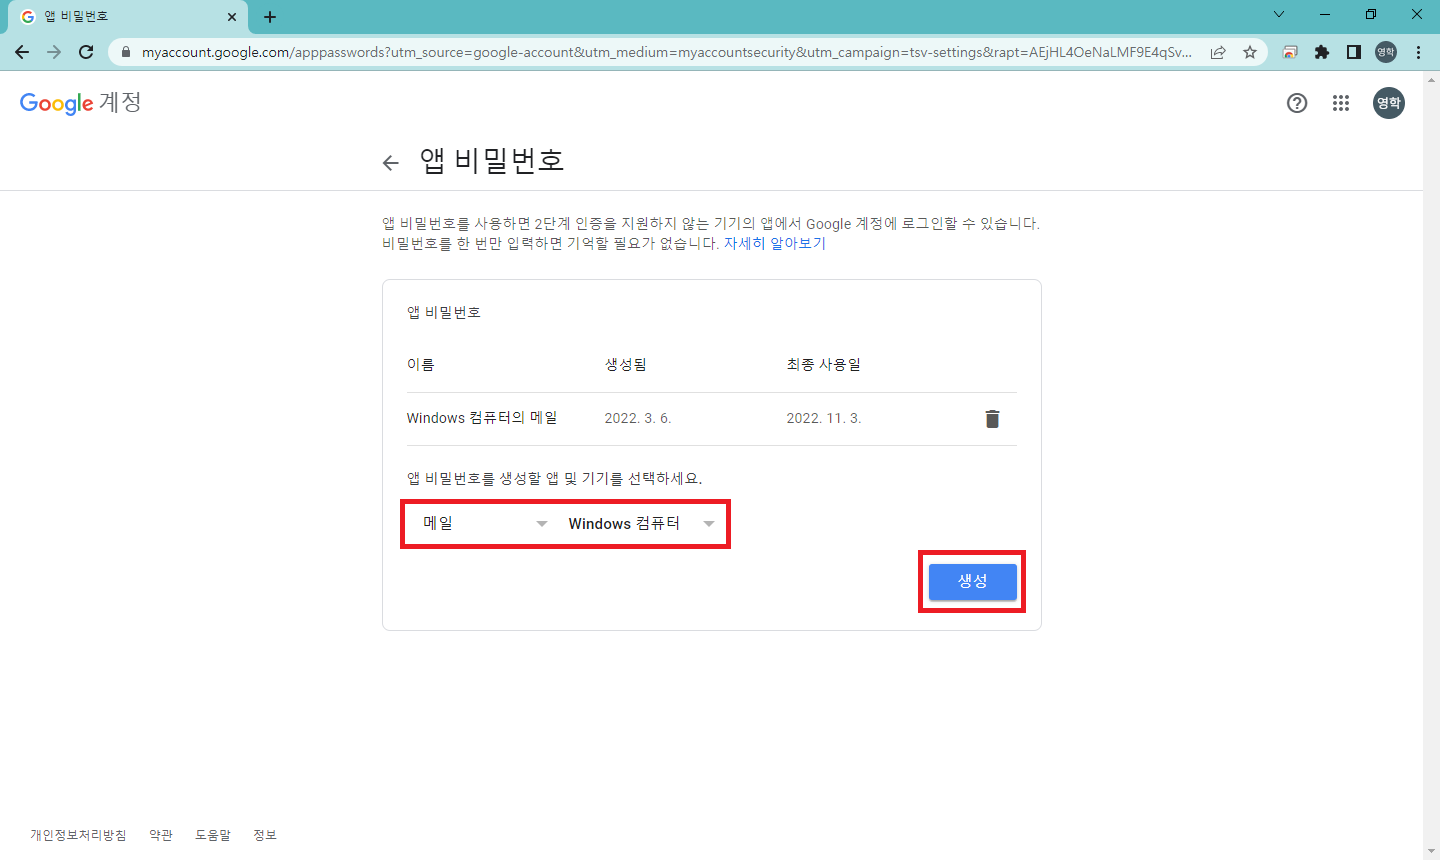 앱 비밀번호
myaccount.google.com/apppasswords?utm_source=google-account&utm_medium=myaccountsecurity&utm_campaign=tsv-settings&rapt=AEjHL4OeNaLMF9E4qSv...
영학
Google 계정
영학
앱 비밀번호
앱 비밀번호를 사용하면 2단계 인증을 지원하지 않는 기기의 앱에서 Google 계정에 로그인할 수 있습니다.
비밀번호를 한 번만 입력하면 기억할 필요가 없습니다. 자세히 알아보기
앱 비밀번호
이름 생성됨 최종 사용일
Windows 컴퓨터의 메일 2022. 3. 6. 2022. 11. 3.
앱 비밀번호를 생성할 앱 및 기기를 선택하세요.
메일 Windows 컴퓨터
생성
개인정보처리방침 약관 도움말 정보